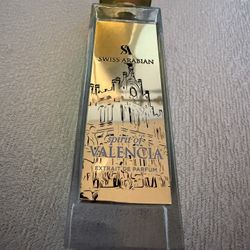 SA
SWISS ARABIAN
spirit of
VALENCIA
EXTRAIT DE PARFUM